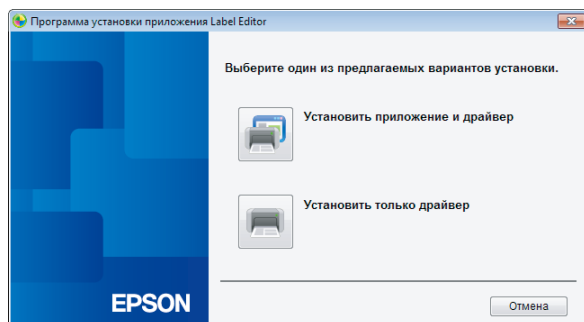 Программа установки приложения Label Editor
Выберите один из предлагаемых вариантов установки.
Установить приложение и драйвер
Установить только драйвер
EPSON
Отмена